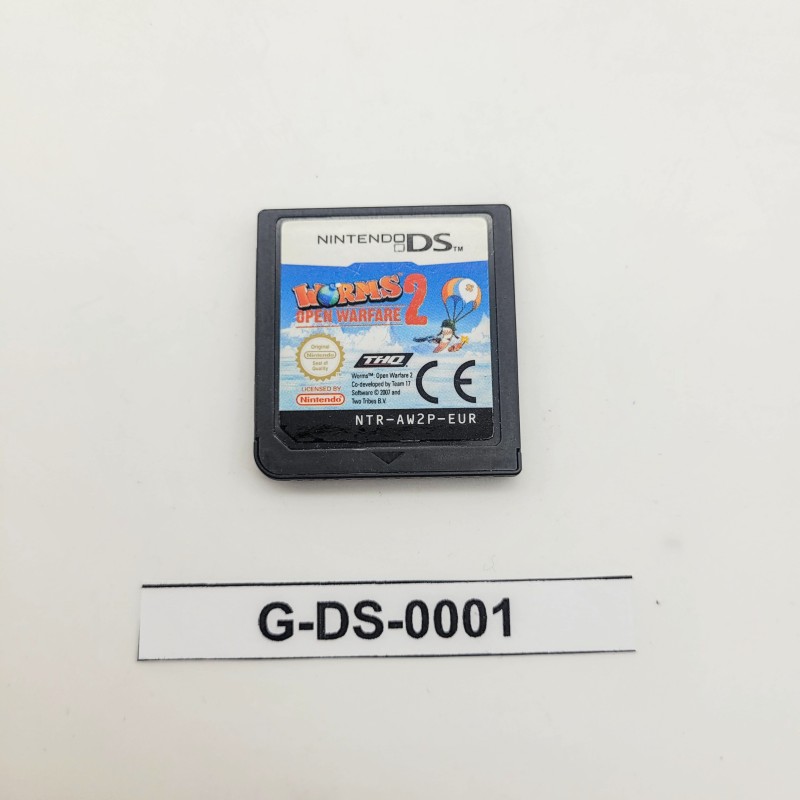 NINTENDO DS™
WORMS™
OPEN WARFARE 2
Original
Nintendo
Seal of
Quality
LICENSED BY
Nintendo
THQ
Worms™: Open Warfare 2
Co-developed by Team 17
Software © 2007 and
Two Tribes B.V.
CE
NTR-AW2P-EUR
G-DS-0001